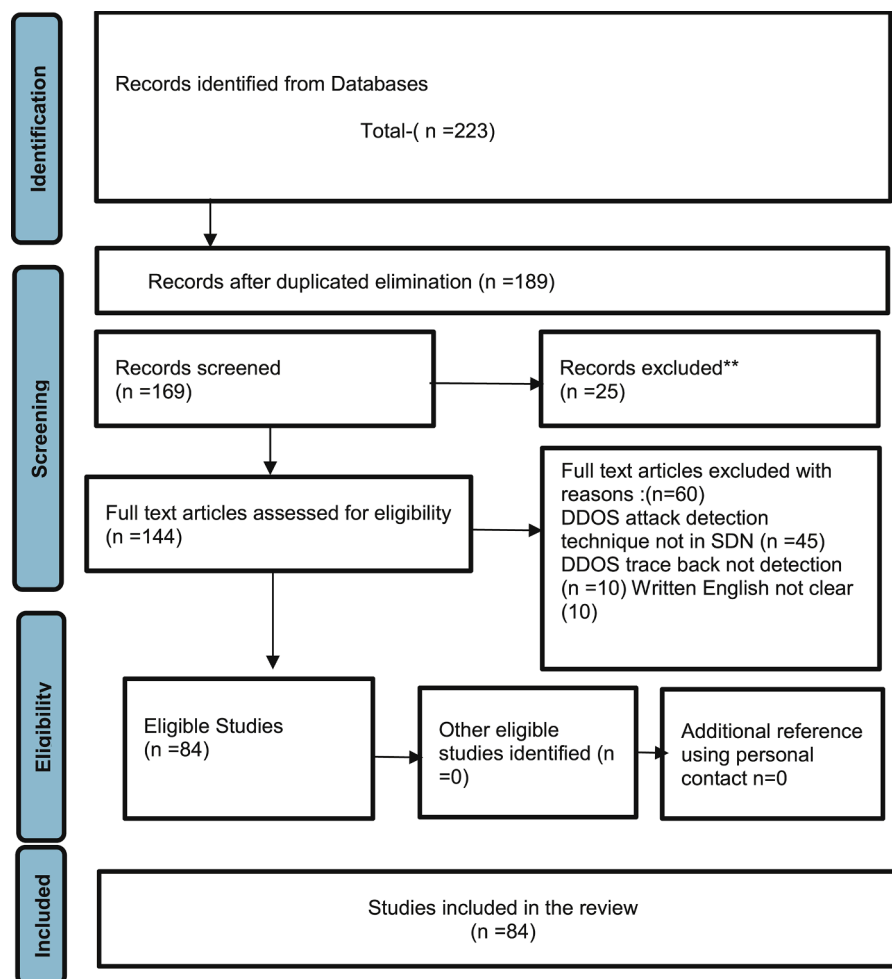 Identification
Records identified from Databases
Total-( n =223)
Screening
Records after duplicated elimination (n =189)
Records screened
(n =169)
Records excluded**
(n =25)
Full text articles assessed for eligibility
(n =144)
Full text articles excluded with
reasons :(n=60)
DDOS attack detection
technique not in SDN (n =45)
DDOS trace back not detection
(n =10) Written English not clear
(10)
Eligibility
Eligible Studies
(n =84)
Other eligible
studies identified (n
=0)
Additional reference
using personal
contact n=0
Included
Studies included in the review
(n =84)